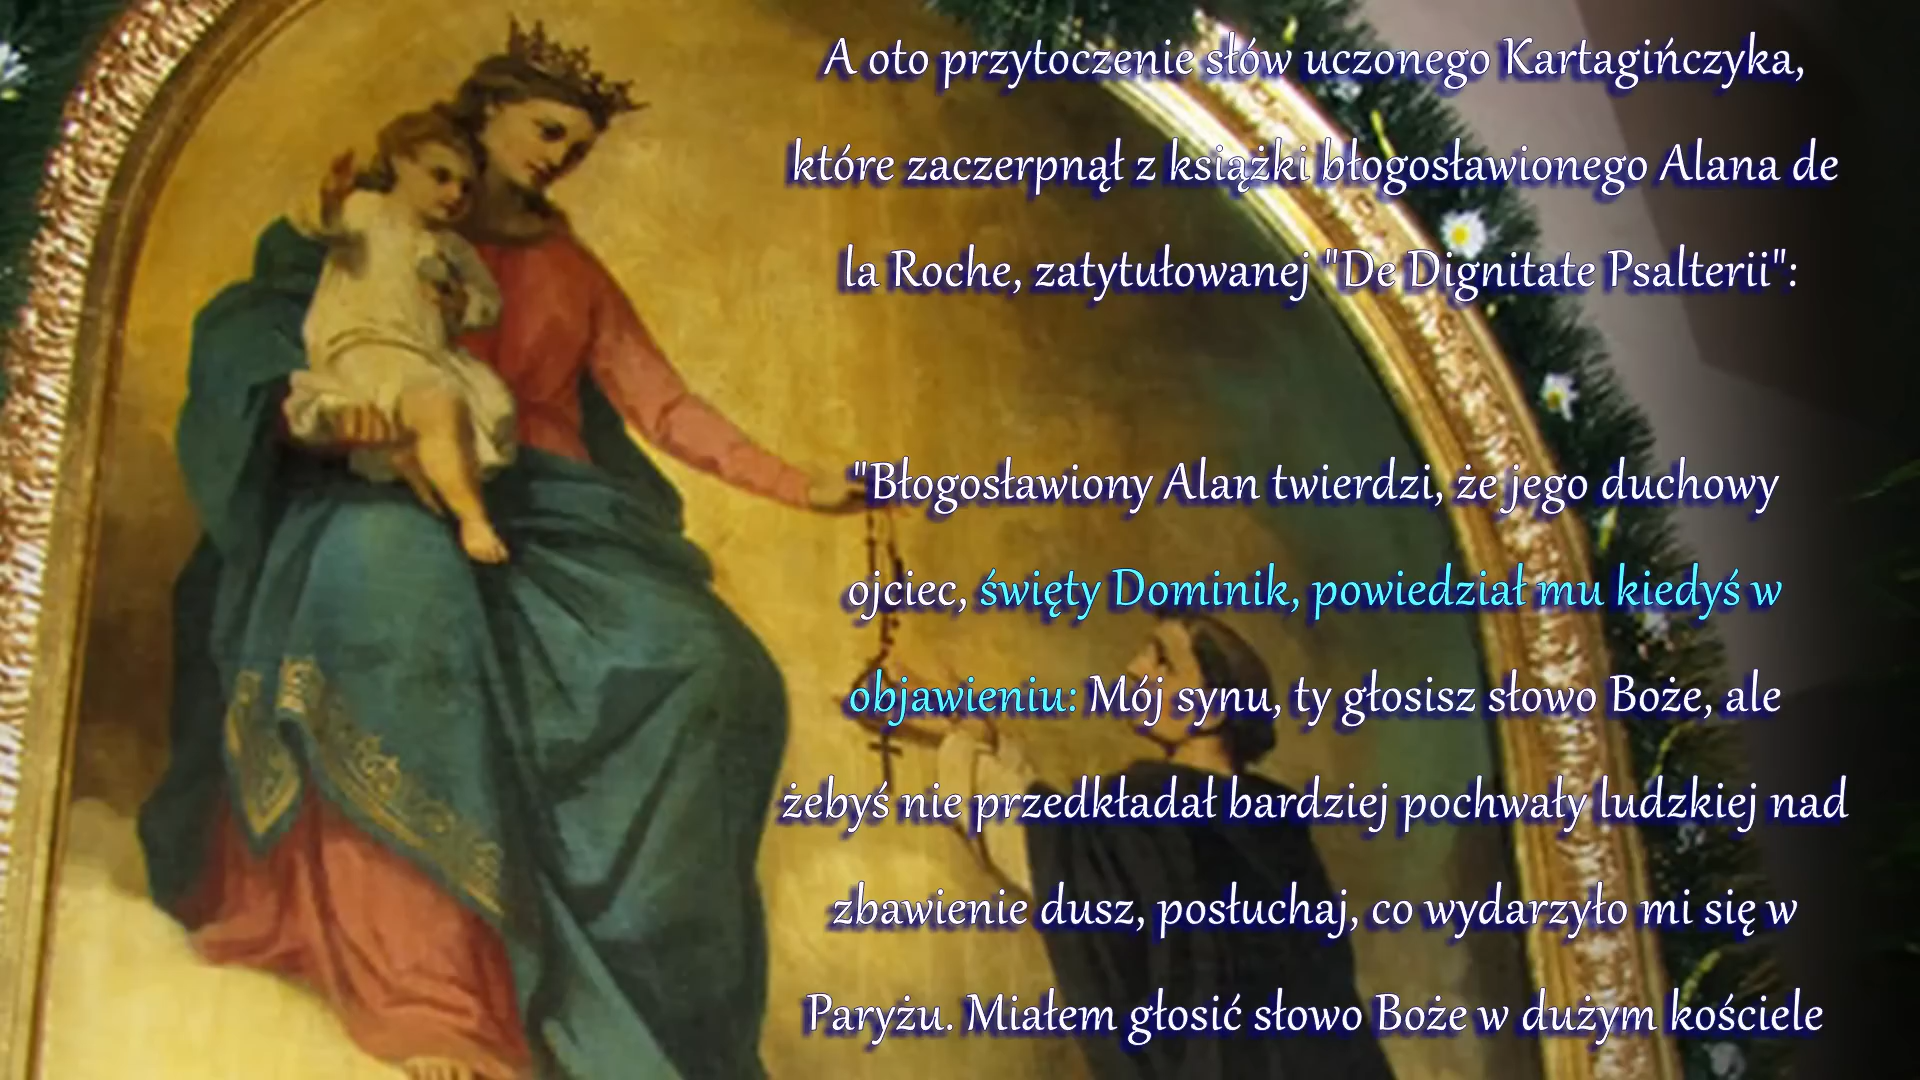 A oto przytoczenie słów uczonego Kartagińczyka,
które zaczerpnął z książki błogosławionego Alana de
la Roche, zatytułowanej "De Dignitate Psalterii":
"Błogosławiony Alan twierdzi, że jego duchowy
ojciec, święty Dominik, powiedział mu kiedyś w
objawieniu: Mój synu, ty głosisz słowo Boże, ale
żebyś nie przedkładał bardziej pochwały ludzkiej nad
zbawienie dusz, posłuchaj, co wydarzyło mi się w
Paryżu. Miałem głosić słowo Boże w dużym kościele